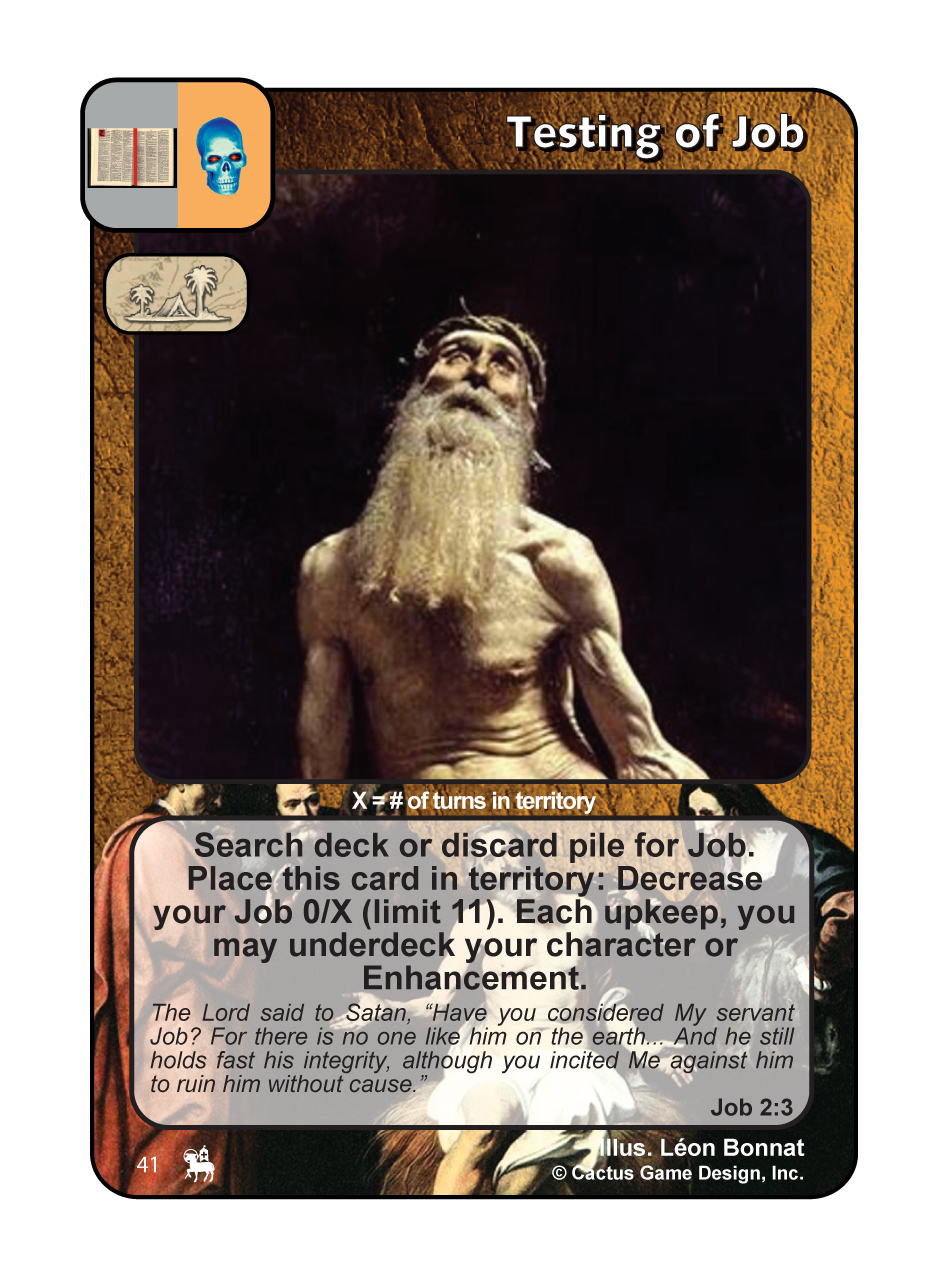 Testing of Job
X = # of turns in territory
Search deck or discard pile for Job.
Place this card in territory: Decrease
your Job 0/X (limit 11). Each upkeep, you
may underdeck your character or
Enhancement.
The Lord said to Satan, “Have you considered My servant
Job? For there is no one like him on the earth... And he still
holds fast his integrity, although you incited Me against him
to ruin him without cause.”
Job 2:3
Illus. Léon Bonnat
41
© Cactus Game Design, Inc.